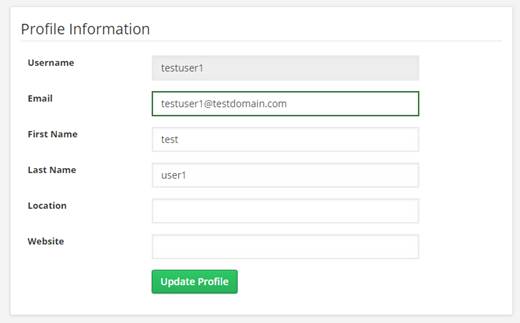 Profile Information
Username testuser1
Email testuser1@testdomain.com
First Name test
Last Name user1
Location
Website
Update Profile